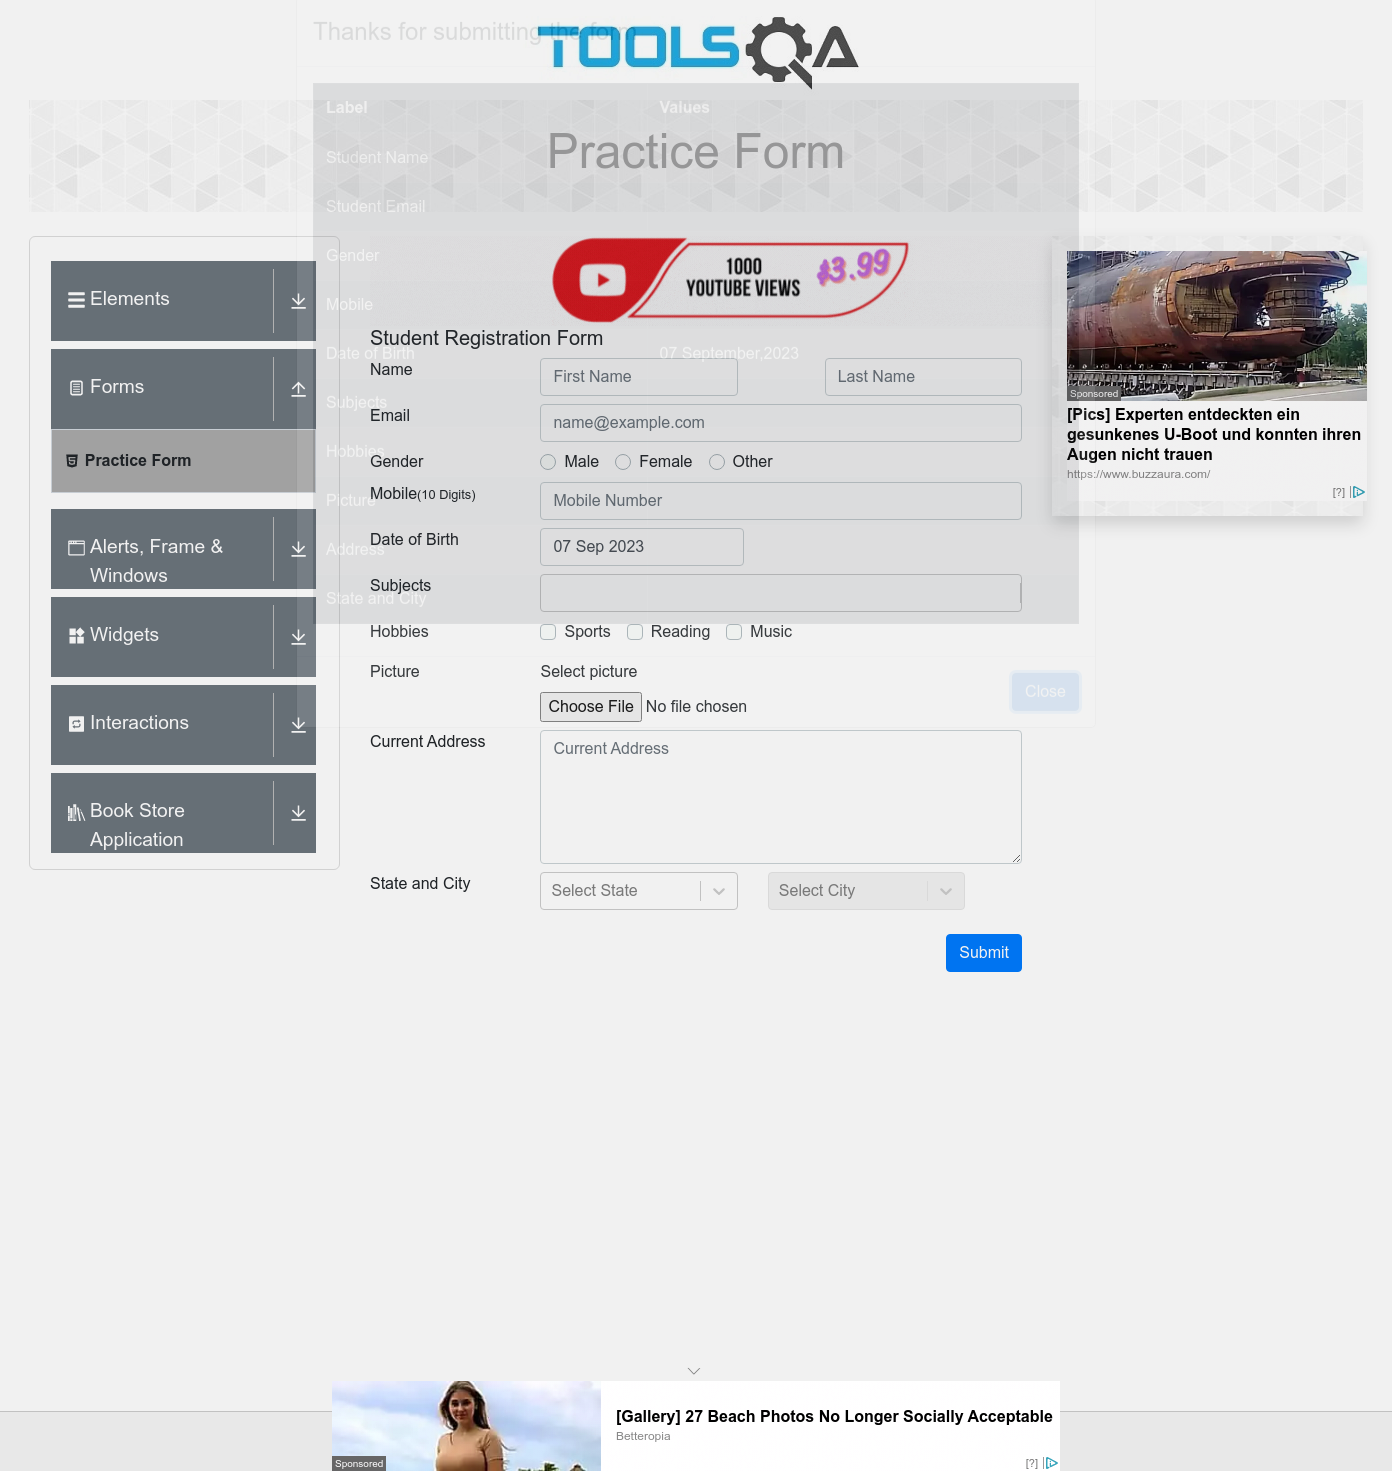 Thanks for submitting the form
TOOLSQA
Label Values
Practice Form
Student Name
Student Email
Gender
Mobile
Date of Birth 07 September,2023
Subjects
Hobbies
Picture
Address
State and City
Close
Elements
Forms
Practice Form
Alerts, Frame &
Windows
Widgets
Interactions
Book Store
Application
1000
YOUTUBE VIEWS
$3.99
Student Registration Form
Name First Name Last Name
Email name@example.com
Gender Male Female Other
Mobile(10 Digits) Mobile Number
Date of Birth 07 Sep 2023
Subjects
Hobbies Sports Reading Music
Picture Select picture
Choose File No file chosen
Current Address Current Address
State and City Select State Select City
Submit
Sponsored
[Pics] Experten entdeckten ein
gesunkenes U-Boot und konnten ihren
Augen nicht trauen
https://www.buzzaura.com/
[?]
[Gallery] 27 Beach Photos No Longer Socially Acceptable
Betteropia
Sponsored
[?]